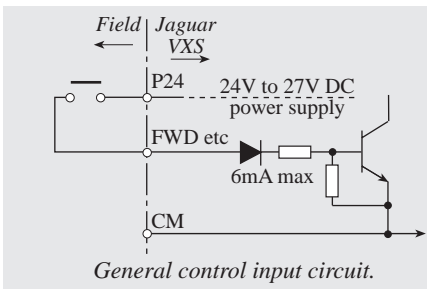 Field Jaguar
VXS
P24
24V to 27V DC
power supply
FWD etc
6mA max
CM
General control input circuit.